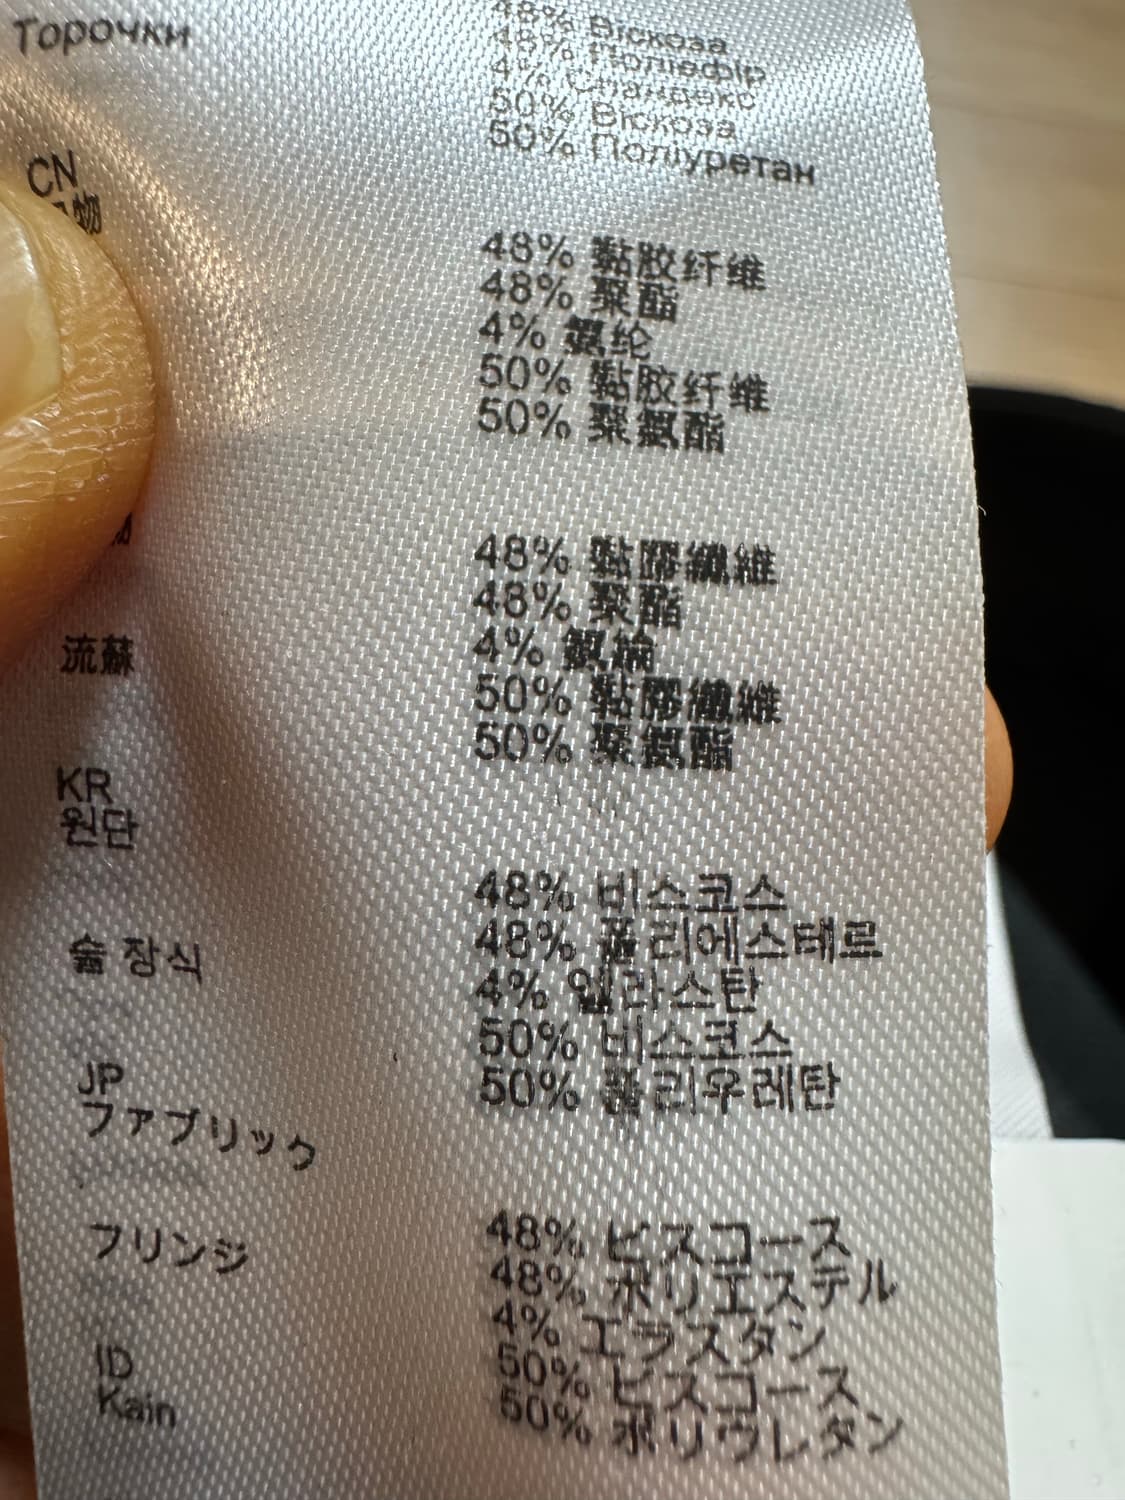 Торочки
48% Віскоза
48% Поліефір
4% Спандекс
50% Віскоза
50% Поліуретан
CN
物
48% 黏胶纤维
48% 聚酯
4% 氨纶
50% 黏胶纤维
50% 聚氨酯
48% 黏膠纖維
48% 聚酯
流蘇
4% 氨綸
50% 黏膠纖維
50% 聚氨酯
KR
원단
48% 비스코스
48% 폴리에스테르
술 장식
4% 엘라스탄
50% 비스코스
50% 폴리우레탄
JP
ファブリック
48% ビスコース
フリンジ
48% ポリエステル
4% エラスタン
ID
50% ビスコース
Kain
50% ポリウレタン